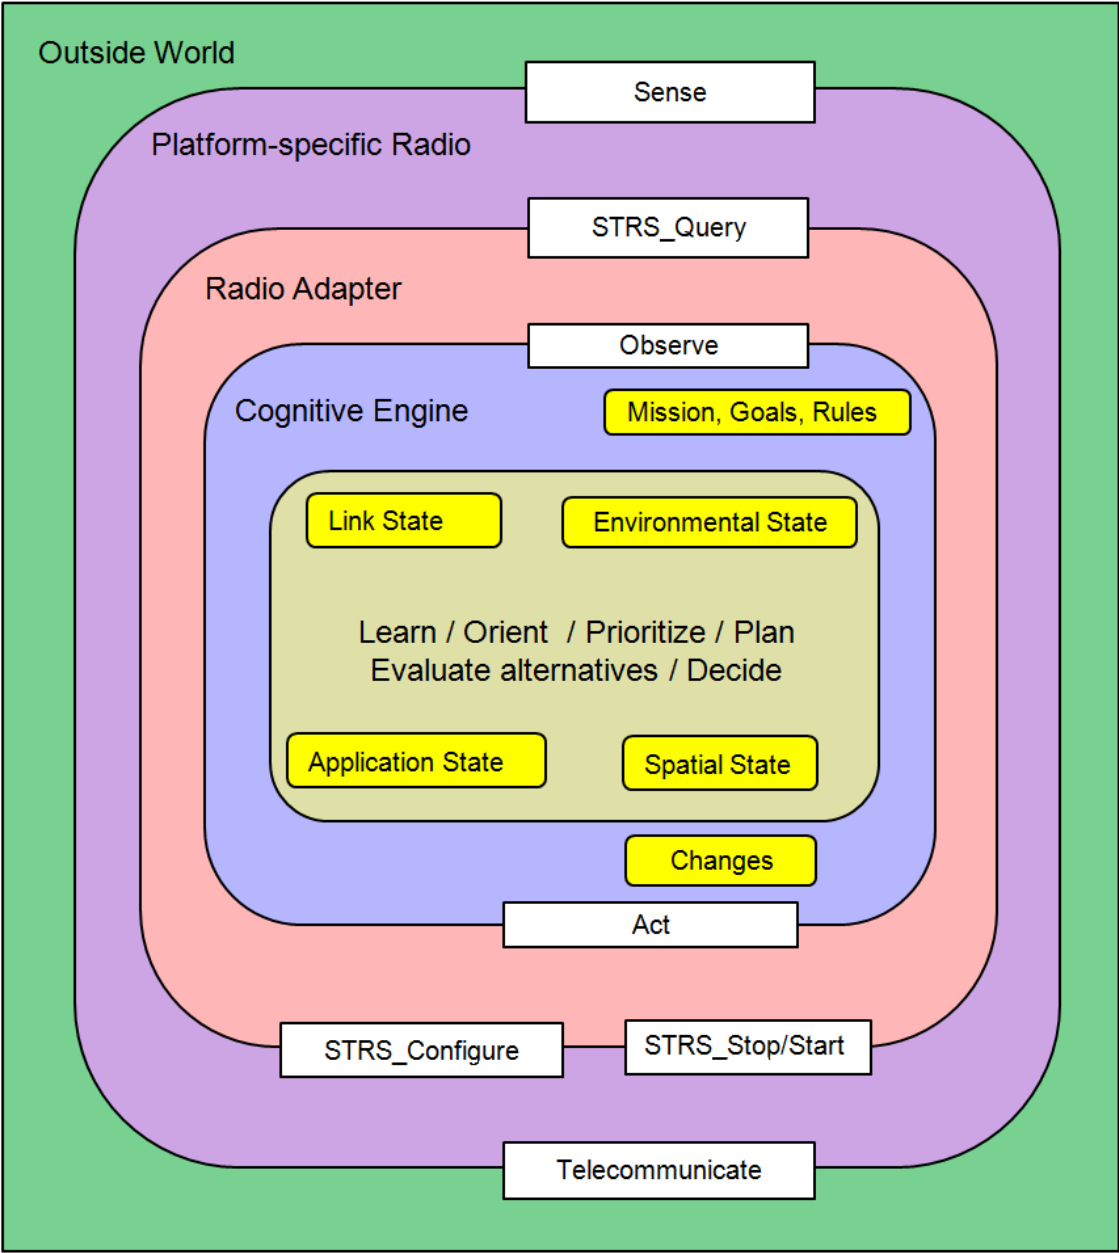 Outside World
Sense
Platform-specific Radio
STRS_Query
Radio Adapter
Observe
Cognitive Engine
Mission, Goals, Rules
Link State
Environmental State
Learn / Orient / Prioritize / Plan
Evaluate alternatives / Decide
Application State
Spatial State
Changes
Act
STRS_Configure
STRS_Stop/Start
Telecommunicate